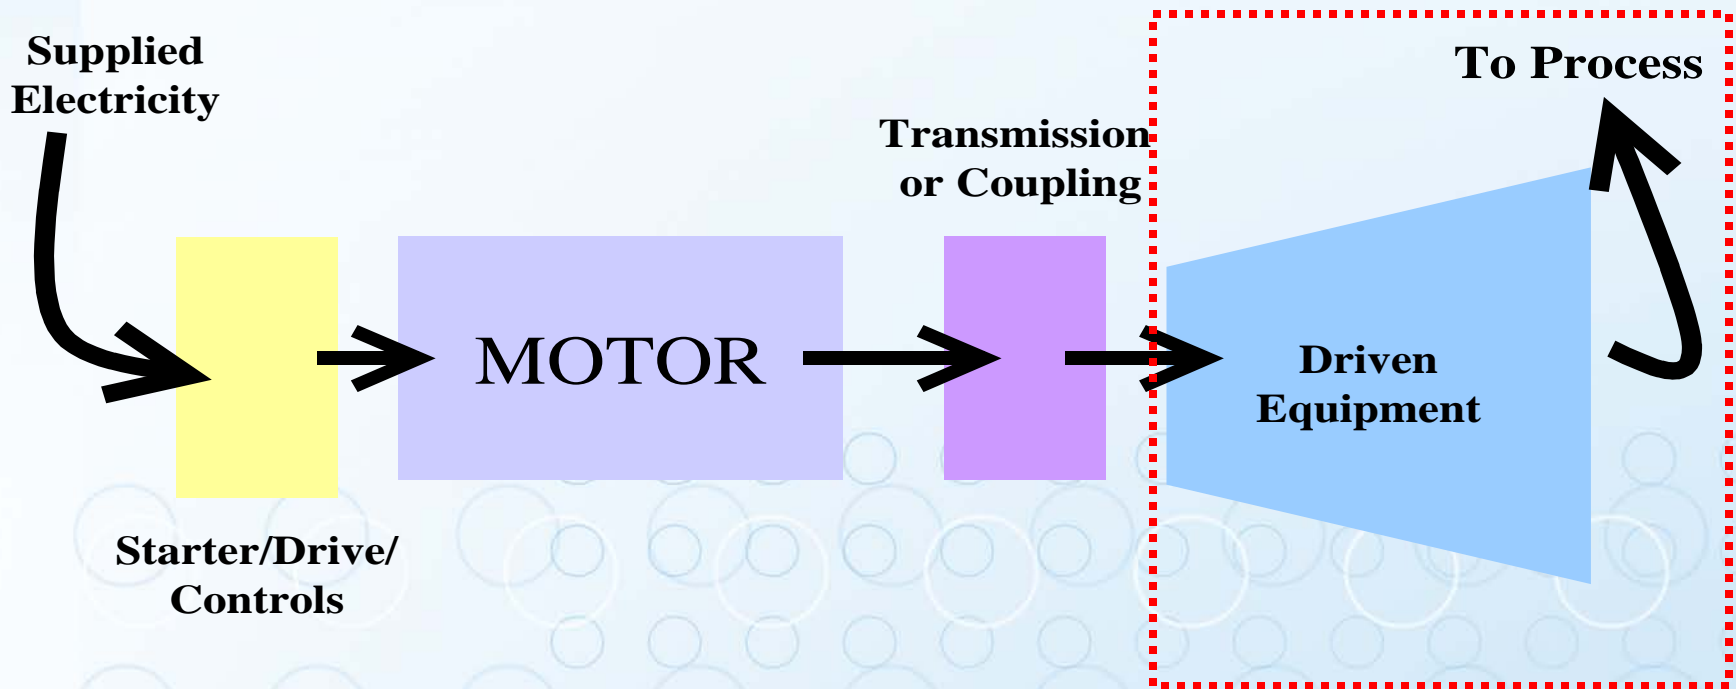 Supplied
Electricity
To Process
Transmission
or Coupling
MOTOR
Driven
Equipment
Starter/Drive/
Controls